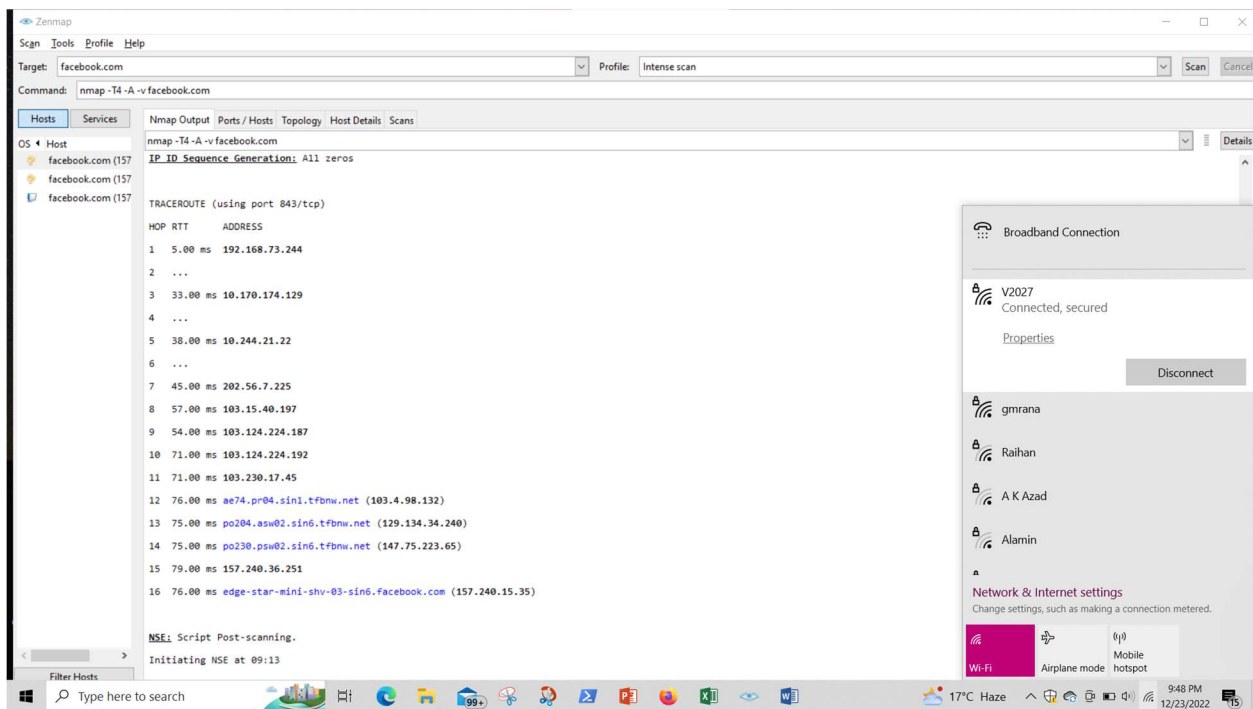 Zenmap
Scan Tools Profile Help
Target: facebook.com Profile: Intense scan Scan Cancel
Command: nmap -T4 -A -v facebook.com
Hosts Services Nmap Output Ports / Hosts Topology Host Details Scans
OS Host
nmap -T4 -A -v facebook.com Details
facebook.com (157
facebook.com (157
facebook.com (157
IP ID Sequence Generation: All zeros
TRACEROUTE (using port 843/tcp)
HOP RTT ADDRESS
1 5.00 ms 192.168.73.244
2 ...
3 33.00 ms 10.170.174.129
4 ...
5 38.00 ms 10.244.21.22
6 ...
7 45.00 ms 202.56.7.225
8 57.00 ms 103.15.40.197
9 54.00 ms 103.124.224.187
10 71.00 ms 103.124.224.192
11 71.00 ms 103.230.17.45
12 76.00 ms ae74.pr04.sin1.tfbnw.net (103.4.98.132)
13 75.00 ms po204.asw02.sin6.tfbnw.net (129.134.34.240)
14 75.00 ms po230.psw02.sin6.tfbnw.net (147.75.223.65)
15 79.00 ms 157.240.36.251
16 76.00 ms edge-star-mini-shv-03-sin6.facebook.com (157.240.15.35)
NSE: Script Post-scanning.
Initiating NSE at 09:13
Filter Hosts
Broadband Connection
V2027
Connected, secured
Properties
Disconnect
gmrana
Raihan
A K Azad
Alamin
Network & Internet settings
Change settings, such as making a connection metered.
Wi-Fi
Airplane mode
Mobile
hotspot
Type here to search
99+
17°C Haze
9:48 PM
12/23/2022
15